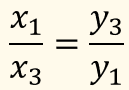 x₁/x₃ = y₃/y₁